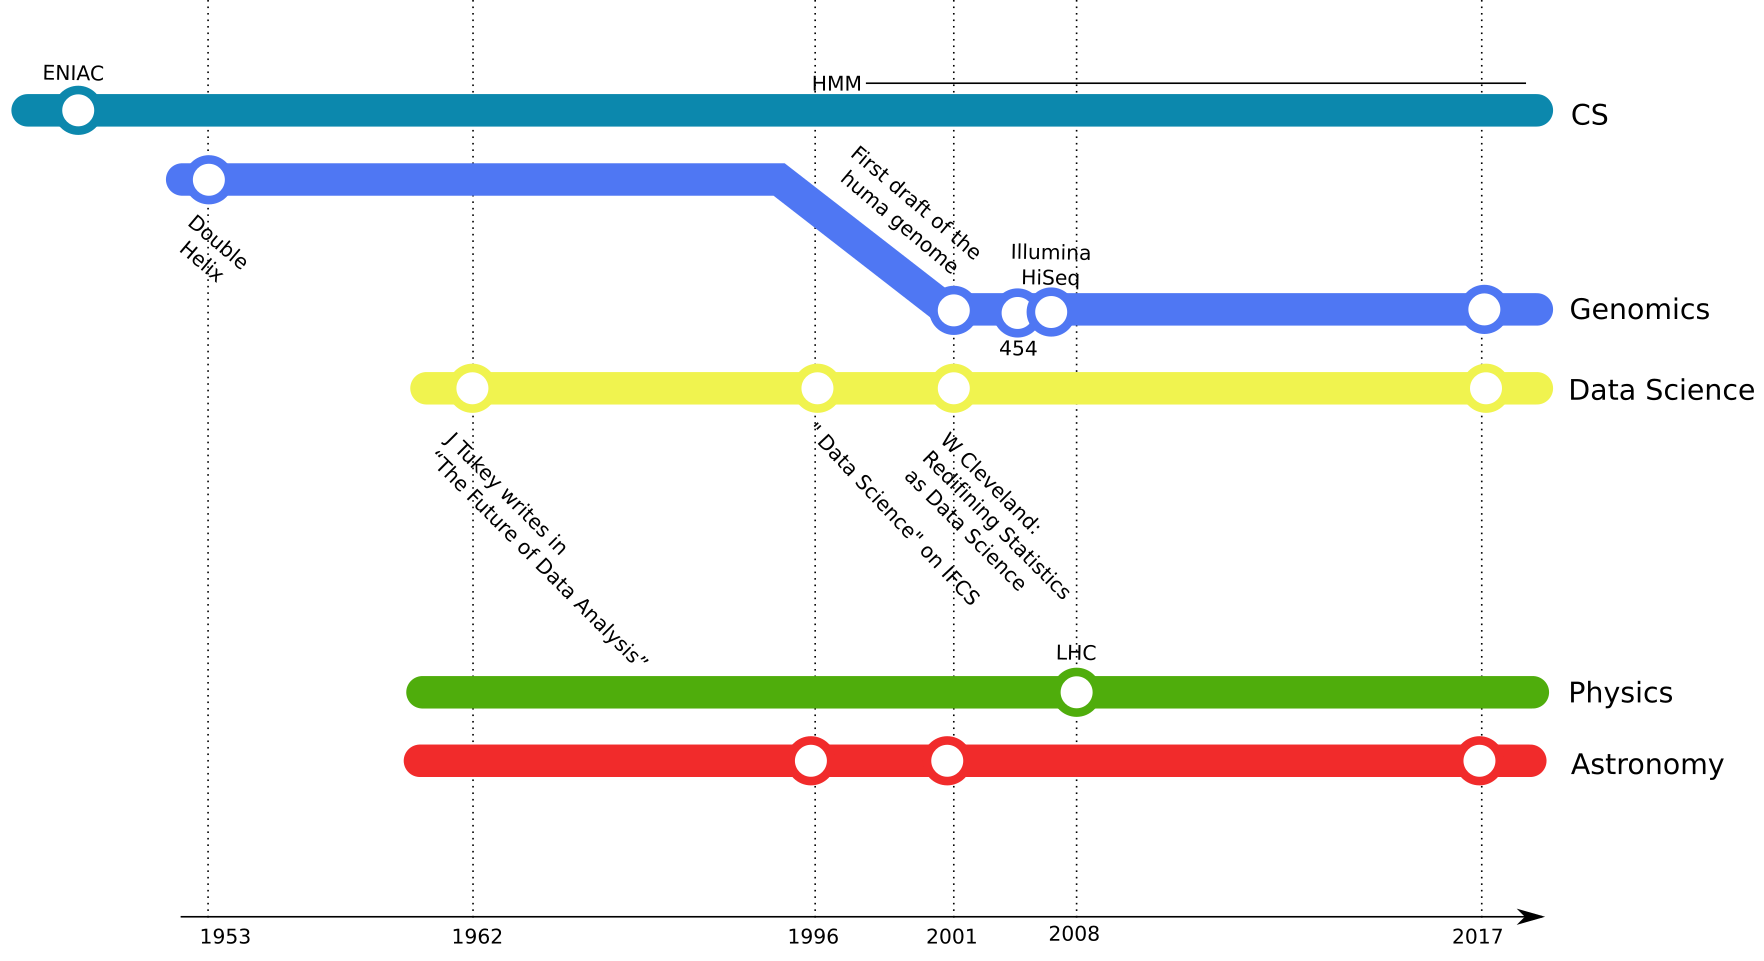 ENIAC
HMM
CS
First draft of the
huma genome
Double
Helix
Illumina
HiSeq
Genomics
454
Data Science
J Tukey writes in
“The Future of Data Analysis”
" Data Science" on IFCS
W Cleveland:
Redifining Statistics
as Data Science
LHC
Physics
Astronomy
1953
1962
1996
2001
2008
2017